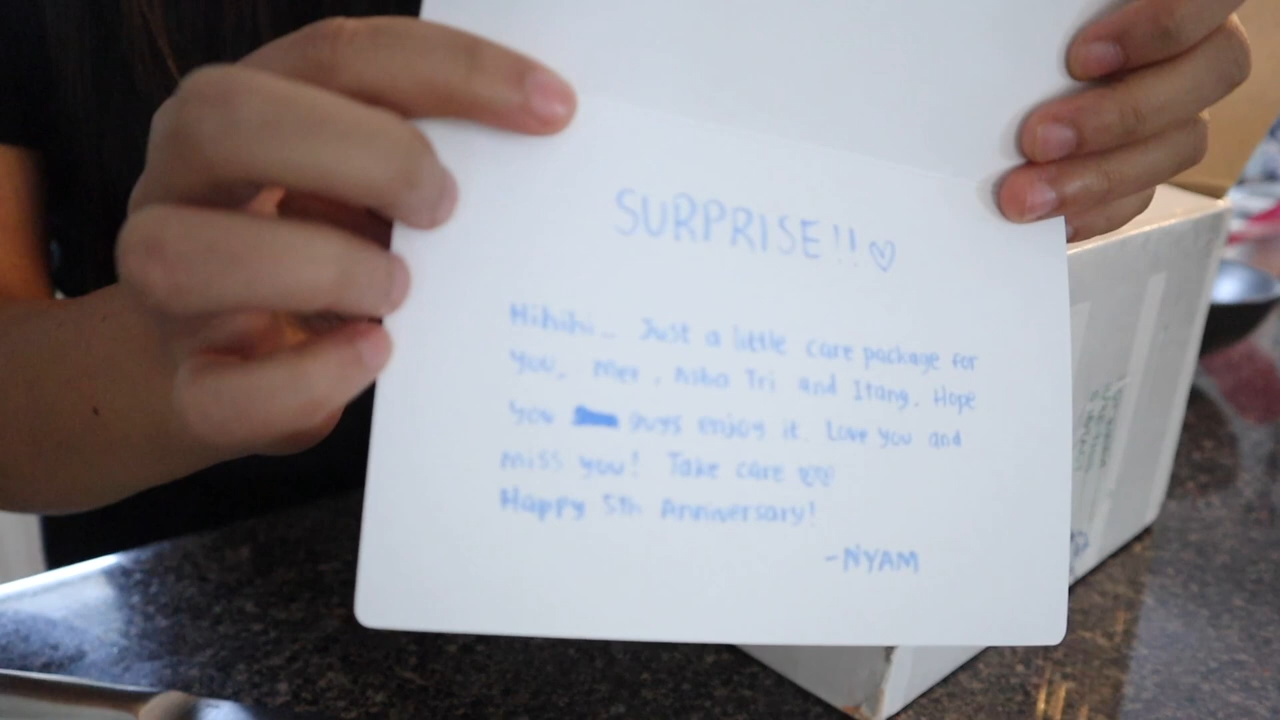 SURPRISE!!♡
Hihihi.. Just a little care package for
you, Mer, Asha Tri and Itang. Hope
you guys enjoy it. Love you and
miss you! Take care
Happy 5th Anniversary!
-NYAM